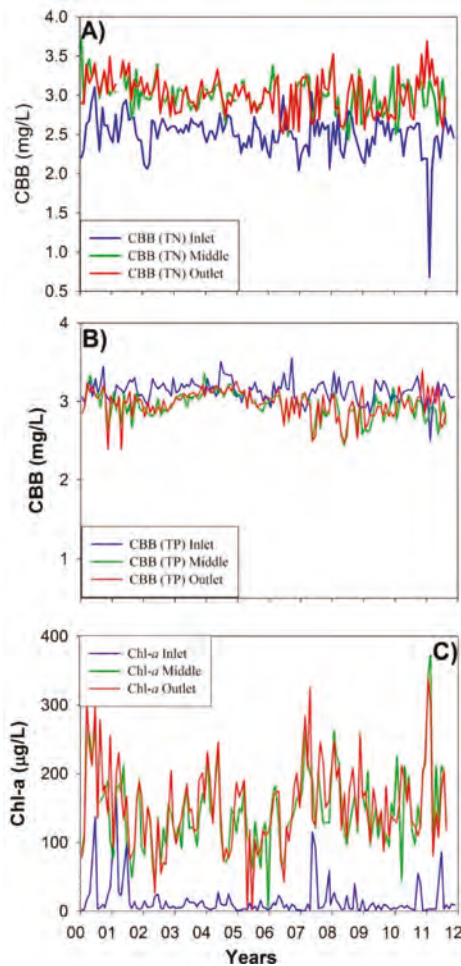 A)
4.0
3.5
3.0
2.5
2.0
1.5
1.0
0.5
CBB (mg/L)
CBB (TN) Inlet
CBB (TN) Middle
CBB (TN) Outlet
B)
4
3
2
1
CBB (mg/L)
CBB (TP) Inlet
CBB (TP) Middle
CBB (TP) Outlet
C)
400
300
200
100
0
Chl-a (µg/L)
Chl-a Inlet
Chl-a Middle
Chl-a Outlet
00 01 02 03 04 05 06 07 08 09 10 11 12
Years